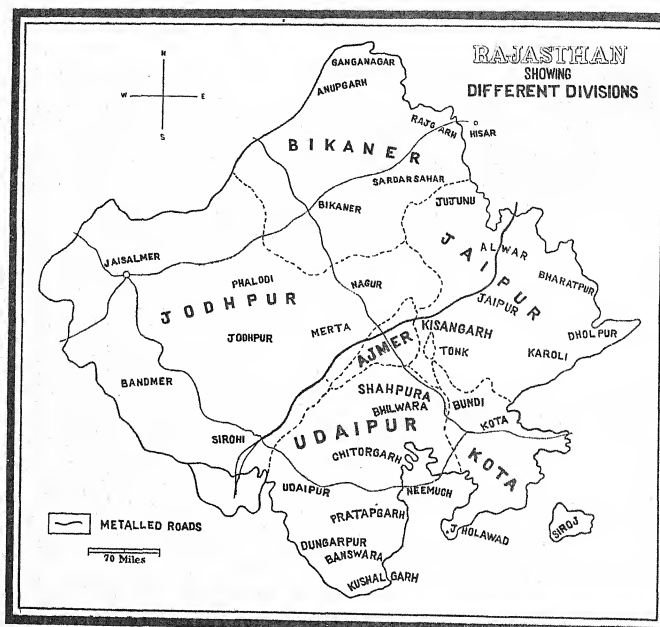 RAJASTHAN
SHOWING
DIFFERENT DIVISIONS
N
W
E
S
GANGANAGAR
ANUPGARH
RAJGARH
HISAR
BIKANER
SARDARSAHAR
JUJUNU
BIKANER
ALWAR
JAISALMER
JAIPUR
BHARATPUR
PHALODI
NAGUR
JAIPUR
JODHPUR
MERTA
KISANGARH
DHOLPUR
JODHPUR
AJMER
TONK
KAROLI
BANDMER
SHAHPURA
BHILWARA
BUNDI
KOTA
SIROHI
UDAIPUR
CHITORGARH
KOTA
UDAIPUR
NEEMUCH
PRATAPGARH
METALLED ROADS
J HOLAWAD
SIROJ
70 Miles
DUNGARPUR
BANSWARA
KUSHALGARH